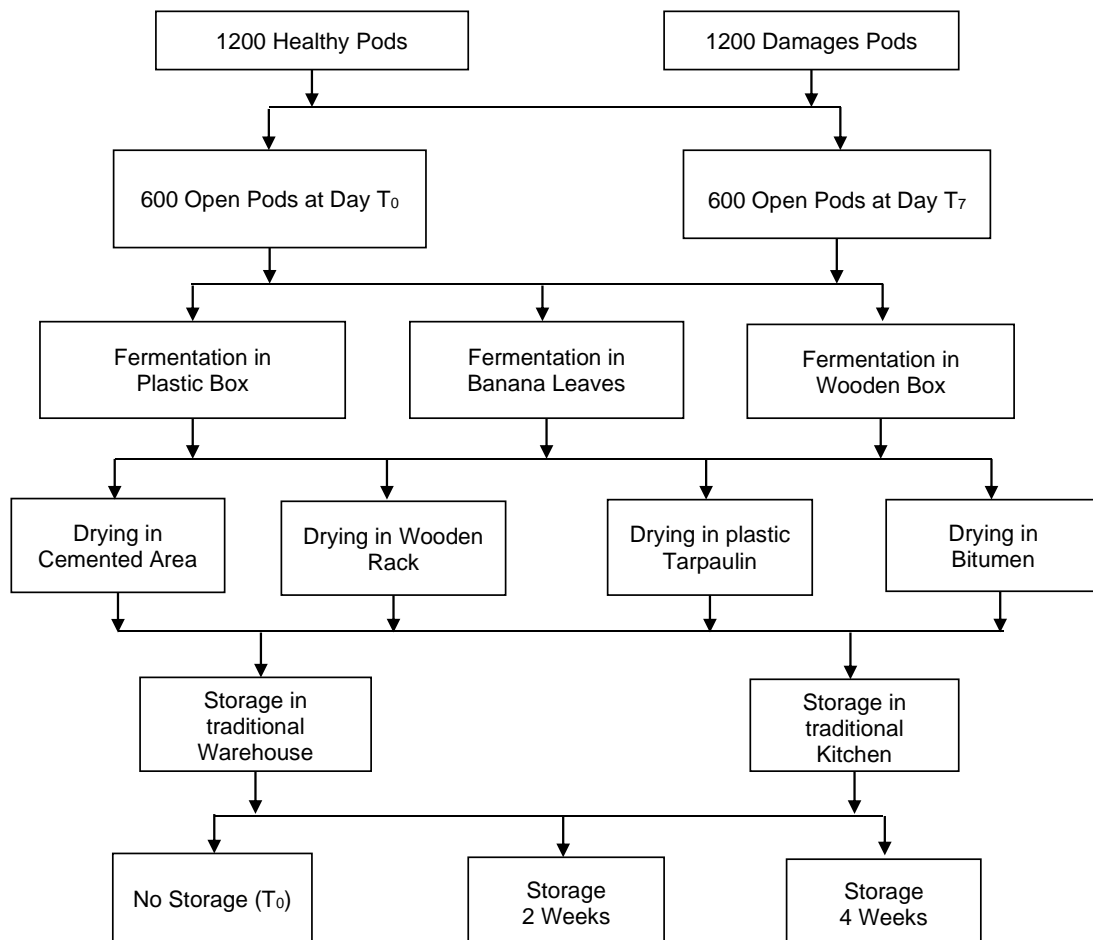 1200 Healthy Pods
1200 Damages Pods
600 Open Pods at Day T₀
600 Open Pods at Day T₇
Fermentation in
Plastic Box
Fermentation in
Banana Leaves
Fermentation in
Wooden Box
Drying in
Cemented Area
Drying in Wooden
Rack
Drying in plastic
Tarpaulin
Drying in
Bitumen
Storage in
traditional
Warehouse
Storage in
traditional
Kitchen
No Storage (T₀)
Storage
2 Weeks
Storage
4 Weeks